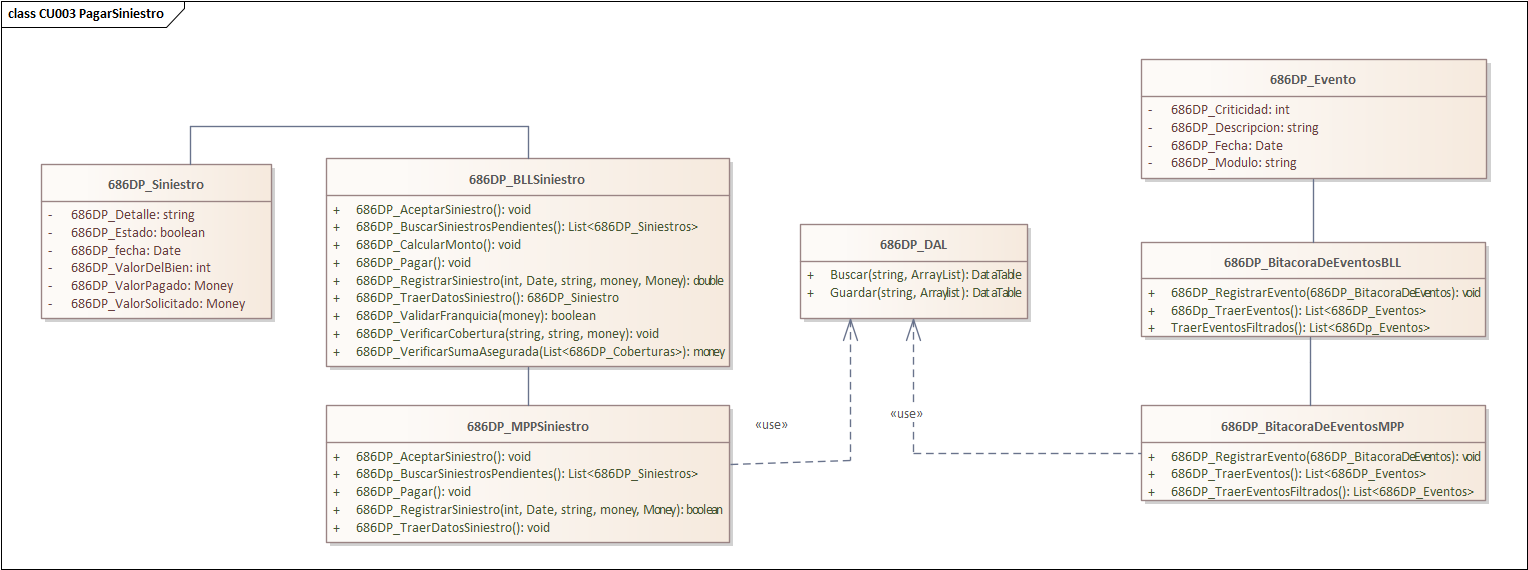 class CU003 PagarSiniestro
686DP_Siniestro
- 686DP_Detalle: string
- 686DP_Estado: boolean
- 686DP_fecha: Date
- 686DP_ValorDelBien: int
- 686DP_ValorPagado: Money
- 686DP_ValorSolicitado: Money
686DP_BLLSiniestro
+ 686DP_AceptarSiniestro(): void
+ 686DP_BuscarSiniestrosPendientes(): List<686DP_Siniestros>
+ 686DP_CalcularMonto(): void
+ 686DP_Pagar(): void
+ 686DP_RegistrarSiniestro(int, Date, string, money, Money): double
+ 686DP_TraerDatosSiniestro(): 686DP_Siniestro
+ 686DP_ValidarFranquicia(money): boolean
+ 686DP_VerificarCobertura(string, string, money): void
+ 686DP_VerificarSumaAsegurada(List<686DP_Coberturas>): money
686DP_MPPSiniestro
+ 686DP_AceptarSiniestro(): void
+ 686Dp_BuscarSiniestrosPendientes(): List<686DP_Siniestros>
+ 686DP_Pagar(): void
+ 686DP_RegistrarSiniestro(int, Date, string, money, Money): boolean
+ 686DP_TraerDatosSiniestro(): void
«use»
686DP_DAL
+ Buscar(string, ArrayList): DataTable
+ Guardar(string, Arraylist): DataTable
«use»
686DP_Evento
- 686DP_Criticidad: int
- 686DP_Descripcion: string
- 686DP_Fecha: Date
- 686DP_Modulo: string
686DP_BitacoraDeEventosBLL
+ 686DP_RegistrarEvento(686DP_BitacoraDeEventos): void
+ 686Dp_TraerEventos(): List<686DP_Eventos>
+ TraerEventosFiltrados(): List<686Dp_Eventos>
686DP_BitacoraDeEventosMPP
+ 686DP_RegistrarEvento(686DP_BitacoraDeEventos): void
+ 686DP_TraerEventos(): List<686DP_Eventos>
+ 686DP_TraerEventosFiltrados(): List<686DP_Eventos>